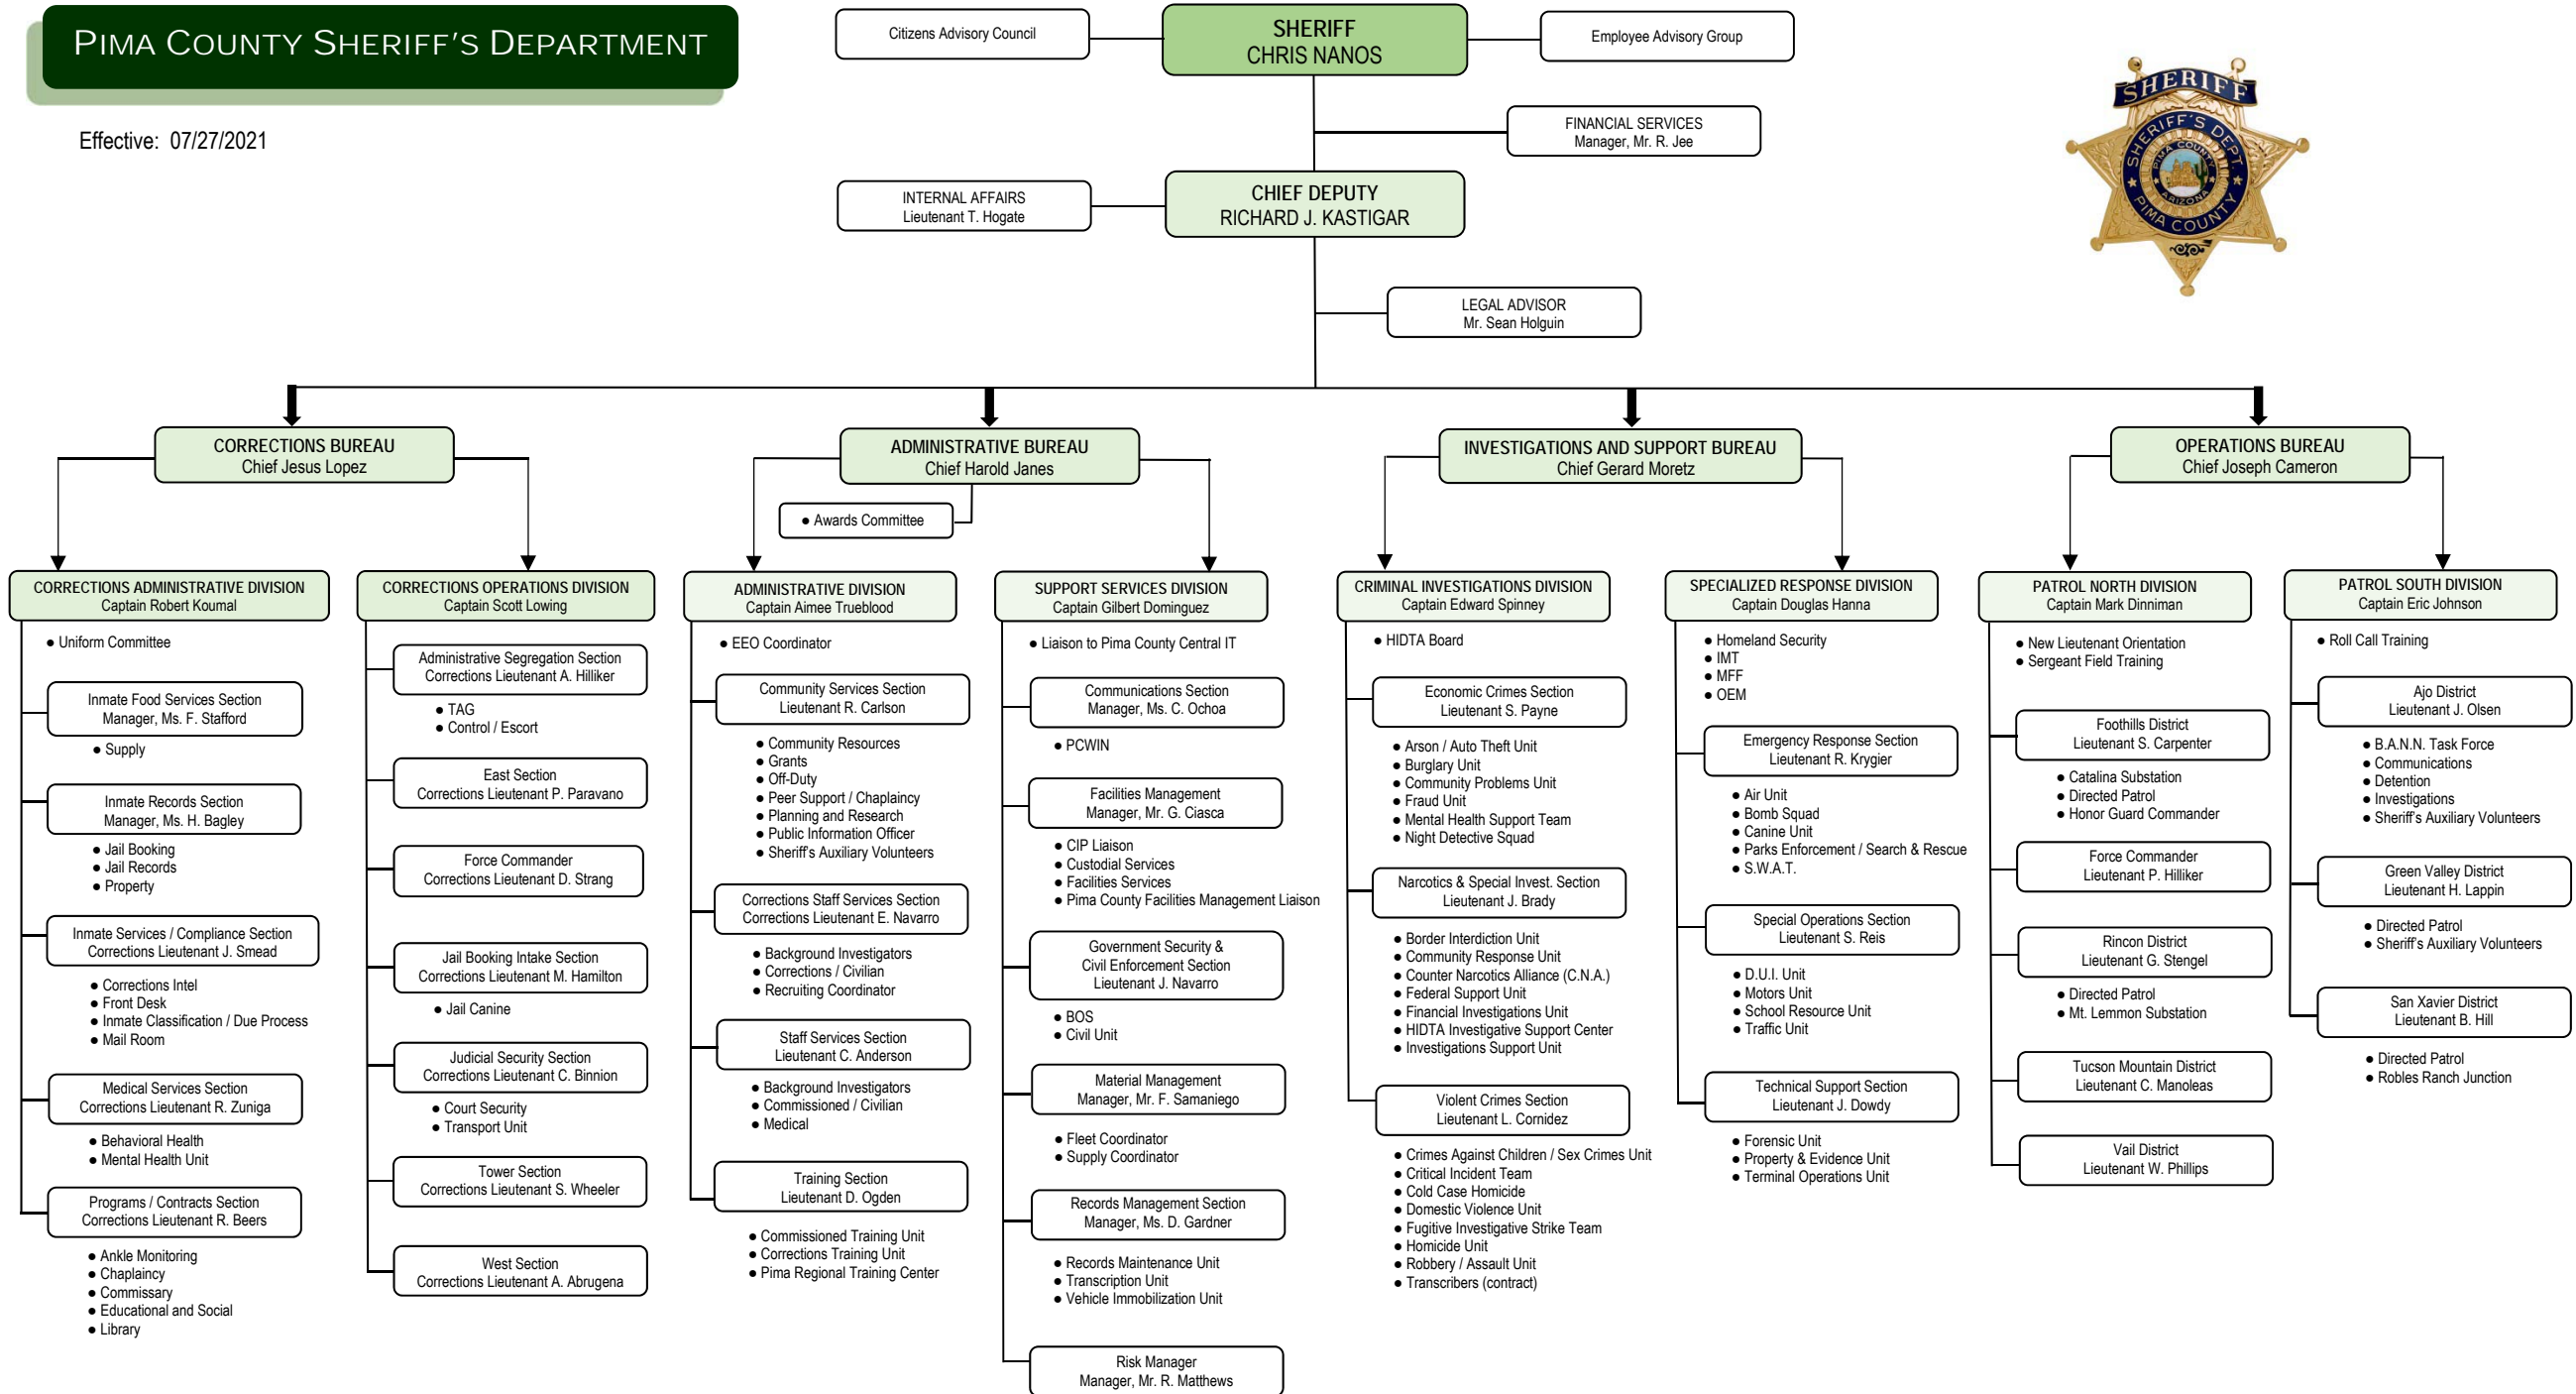 PIMA COUNTY SHERIFF'S DEPARTMENT
Effective: 07/27/2021
Citizens Advisory Council
SHERIFF
CHRIS NANOS
Employee Advisory Group
FINANCIAL SERVICES
Manager, Mr. R. Jee
INTERNAL AFFAIRS
Lieutenant T. Hogate
CHIEF DEPUTY
RICHARD J. KASTIGAR
LEGAL ADVISOR
Mr. Sean Holguin
SHERIFF
SHERIFF'S DEPT.
PIMA COUNTY
PIMA COUNTY
ARIZONA
CORRECTIONS BUREAU
Chief Jesus Lopez
CORRECTIONS ADMINISTRATIVE DIVISION
Captain Robert Koumal
● Uniform Committee
Inmate Food Services Section
Manager, Ms. F. Stafford
● Supply
Inmate Records Section
Manager, Ms. H. Bagley
● Jail Booking
● Jail Records
● Property
Inmate Services / Compliance Section
Corrections Lieutenant J. Smead
● Corrections Intel
● Front Desk
● Inmate Classification / Due Process
● Mail Room
Medical Services Section
Corrections Lieutenant R. Zuniga
● Behavioral Health
● Mental Health Unit
Programs / Contracts Section
Corrections Lieutenant R. Beers
● Ankle Monitoring
● Chaplaincy
● Commissary
● Educational and Social
● Library
CORRECTIONS OPERATIONS DIVISION
Captain Scott Lowing
Administrative Segregation Section
Corrections Lieutenant A. Hilliker
● TAG
● Control / Escort
East Section
Corrections Lieutenant P. Paravano
Force Commander
Corrections Lieutenant D. Strang
Jail Booking Intake Section
Corrections Lieutenant M. Hamilton
● Jail Canine
Judicial Security Section
Corrections Lieutenant C. Binnion
● Court Security
● Transport Unit
Tower Section
Corrections Lieutenant S. Wheeler
West Section
Corrections Lieutenant A. Abrugena
ADMINISTRATIVE BUREAU
Chief Harold Janes
● Awards Committee
ADMINISTRATIVE DIVISION
Captain Aimee Trueblood
● EEO Coordinator
Community Services Section
Lieutenant R. Carlson
● Community Resources
● Grants
● Off-Duty
● Peer Support / Chaplaincy
● Planning and Research
● Public Information Officer
● Sheriff's Auxiliary Volunteers
Corrections Staff Services Section
Corrections Lieutenant E. Navarro
● Background Investigators
● Corrections / Civilian
● Recruiting Coordinator
Staff Services Section
Lieutenant C. Anderson
● Background Investigators
● Commissioned / Civilian
● Medical
Training Section
Lieutenant D. Ogden
● Commissioned Training Unit
● Corrections Training Unit
● Pima Regional Training Center
SUPPORT SERVICES DIVISION
Captain Gilbert Dominguez
● Liaison to Pima County Central IT
Communications Section
Manager, Ms. C. Ochoa
● PCWIN
Facilities Management
Manager, Mr. G. Ciasca
● CIP Liaison
● Custodial Services
● Facilities Services
● Pima County Facilities Management Liaison
Government Security &
Civil Enforcement Section
Lieutenant J. Navarro
● BOS
● Civil Unit
Material Management
Manager, Mr. F. Samaniego
● Fleet Coordinator
● Supply Coordinator
Records Management Section
Manager, Ms. D. Gardner
● Records Maintenance Unit
● Transcription Unit
● Vehicle Immobilization Unit
Risk Manager
Manager, Mr. R. Matthews
INVESTIGATIONS AND SUPPORT BUREAU
Chief Gerard Moretz
CRIMINAL INVESTIGATIONS DIVISION
Captain Edward Spinney
● HIDTA Board
Economic Crimes Section
Lieutenant S. Payne
● Arson / Auto Theft Unit
● Burglary Unit
● Community Problems Unit
● Fraud Unit
● Mental Health Support Team
● Night Detective Squad
Narcotics & Special Invest. Section
Lieutenant J. Brady
● Border Interdiction Unit
● Community Response Unit
● Counter Narcotics Alliance (C.N.A.)
● Federal Support Unit
● Financial Investigations Unit
● HIDTA Investigative Support Center
● Investigations Support Unit
Violent Crimes Section
Lieutenant L. Cornidez
● Crimes Against Children / Sex Crimes Unit
● Critical Incident Team
● Cold Case Homicide
● Domestic Violence Unit
● Fugitive Investigative Strike Team
● Homicide Unit
● Robbery / Assault Unit
● Transcribers (contract)
SPECIALIZED RESPONSE DIVISION
Captain Douglas Hanna
● Homeland Security
● IMT
● MFF
● OEM
Emergency Response Section
Lieutenant R. Krygier
● Air Unit
● Bomb Squad
● Canine Unit
● Parks Enforcement / Search & Rescue
● S.W.A.T.
Special Operations Section
Lieutenant S. Reis
● D.U.I. Unit
● Motors Unit
● School Resource Unit
● Traffic Unit
Technical Support Section
Lieutenant J. Dowdy
● Forensic Unit
● Property & Evidence Unit
● Terminal Operations Unit
OPERATIONS BUREAU
Chief Joseph Cameron
PATROL NORTH DIVISION
Captain Mark Dinniman
● New Lieutenant Orientation
● Sergeant Field Training
Foothills District
Lieutenant S. Carpenter
● Catalina Substation
● Directed Patrol
● Honor Guard Commander
Force Commander
Lieutenant P. Hilliker
Rincon District
Lieutenant G. Stengel
● Directed Patrol
● Mt. Lemmon Substation
Tucson Mountain District
Lieutenant C. Manoleas
Vail District
Lieutenant W. Phillips
PATROL SOUTH DIVISION
Captain Eric Johnson
● Roll Call Training
Ajo District
Lieutenant J. Olsen
● B.A.N.N. Task Force
● Communications
● Detention
● Investigations
● Sheriff's Auxiliary Volunteers
Green Valley District
Lieutenant H. Lappin
● Directed Patrol
● Sheriff's Auxiliary Volunteers
San Xavier District
Lieutenant B. Hill
● Directed Patrol
● Robles Ranch Junction